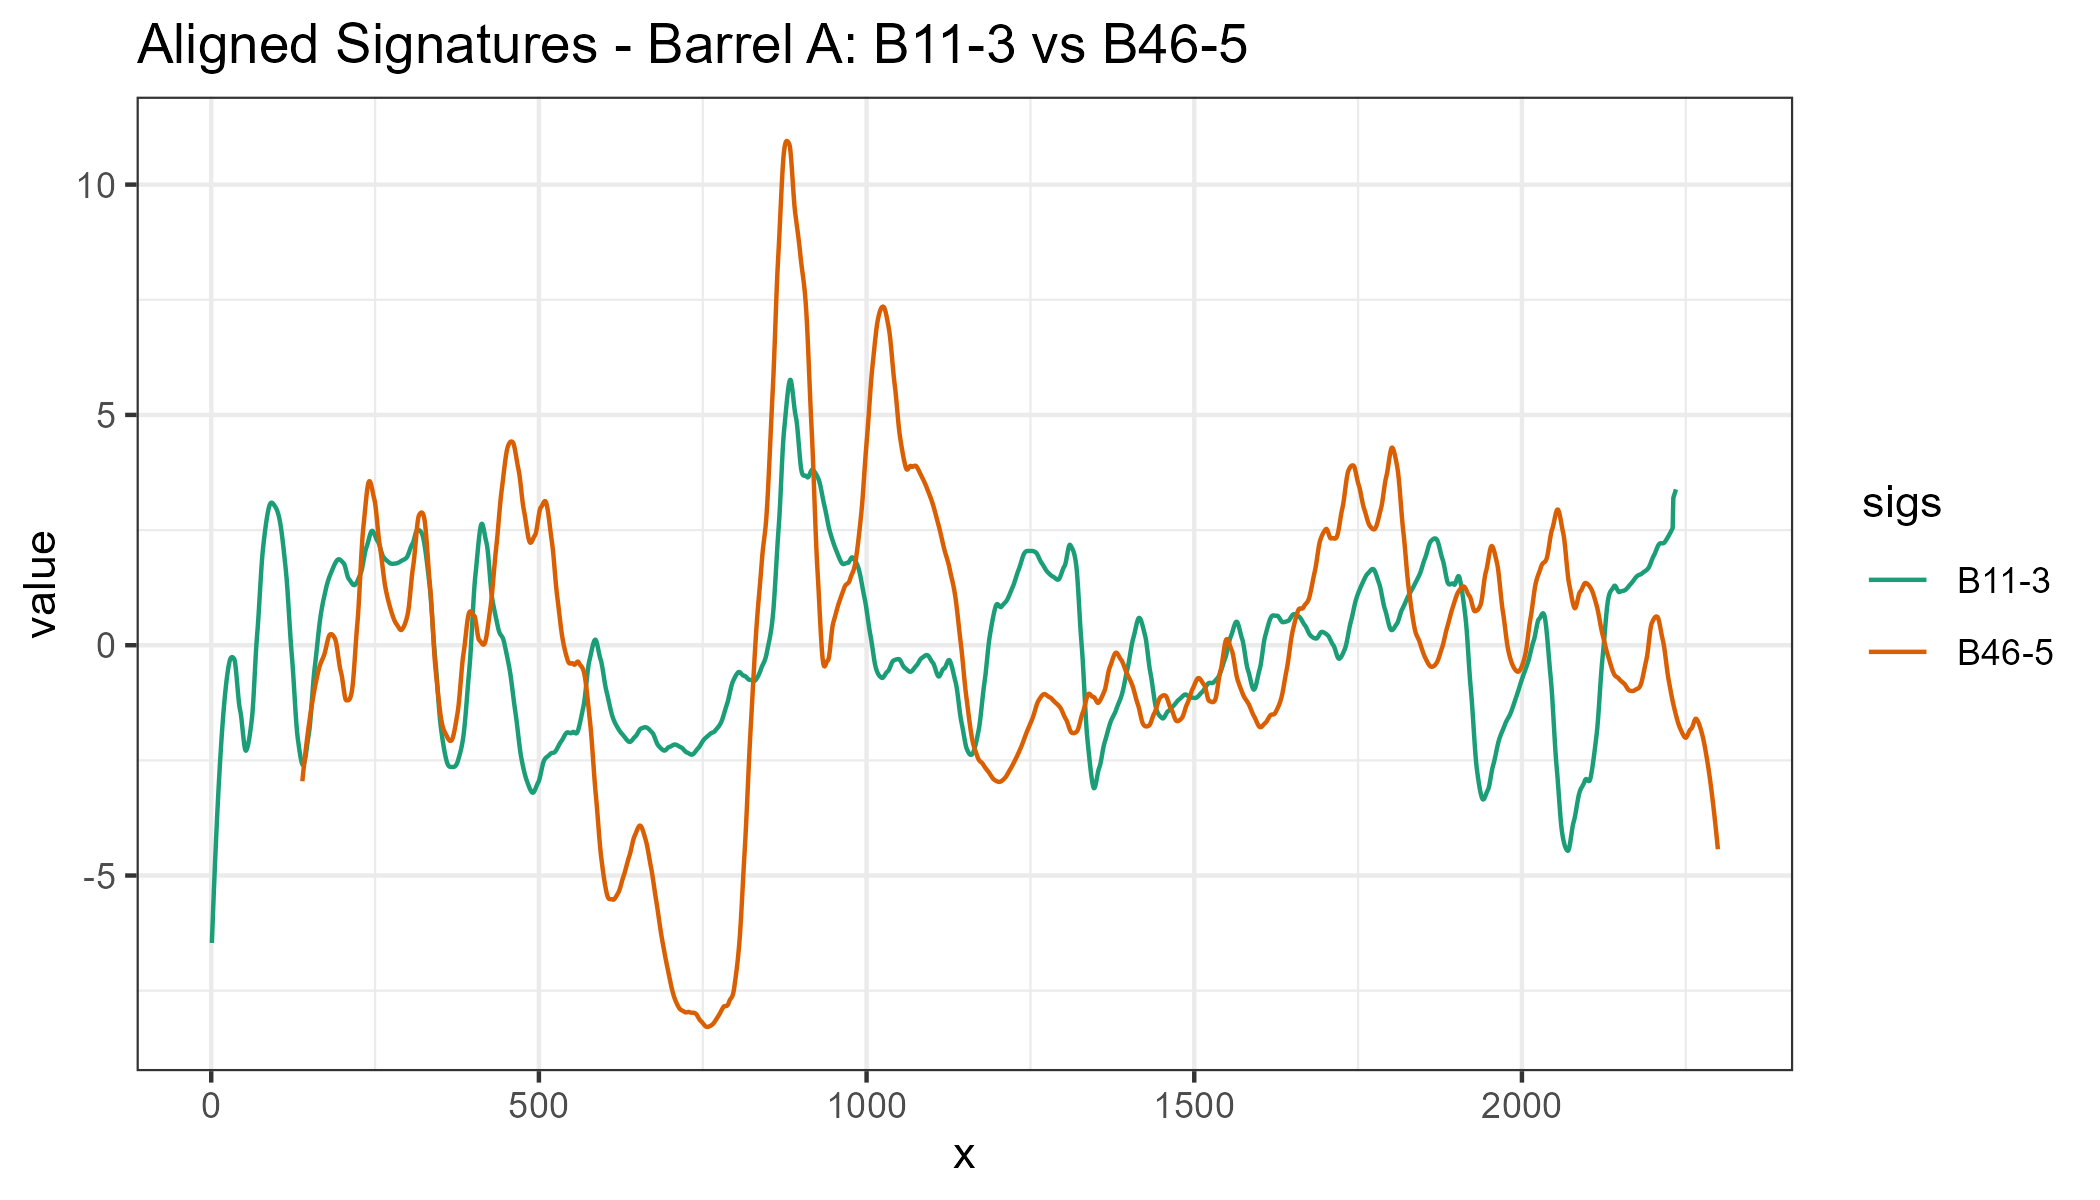 Aligned Signatures - Barrel A: B11-3 vs B46-5
10
5
0
-5
value
0 500 1000 1500 2000
x
sigs
B11-3
B46-5